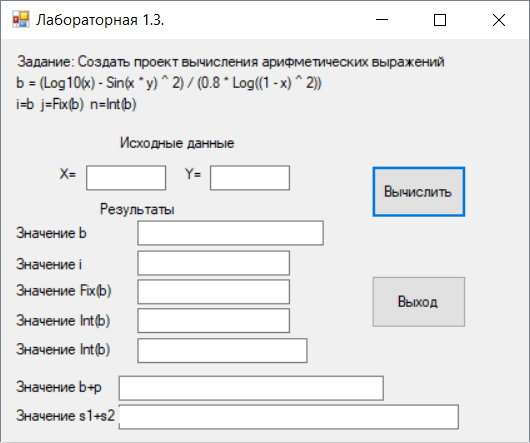 Лабораторная 1.3.
Задание: Создать проект вычисления арифметических выражений
b = (Log10(x) - Sin(x * y) ^ 2) / (0.8 * Log((1 - x) ^ 2))
i=b j=Fix(b) n=Int(b)
Исходные данные
X= Y=
Вычислить
Результаты
Значение b
Значение i
Значение Fix(b)
Выход
Значение Int(b)
Значение Int(b)
Значение b+p
Значение s1+s2